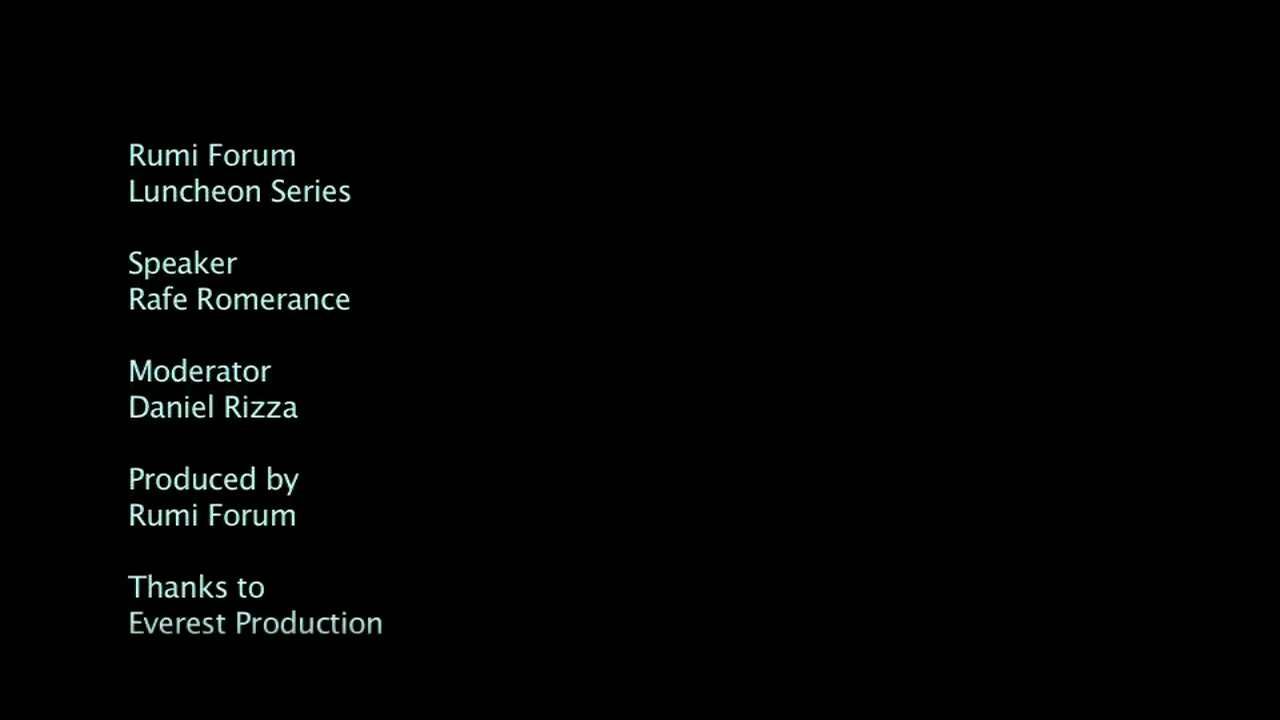 Rumi Forum
Luncheon Series
Speaker
Rafe Romerance
Moderator
Daniel Rizza
Produced by
Rumi Forum
Thanks to
Everest Production